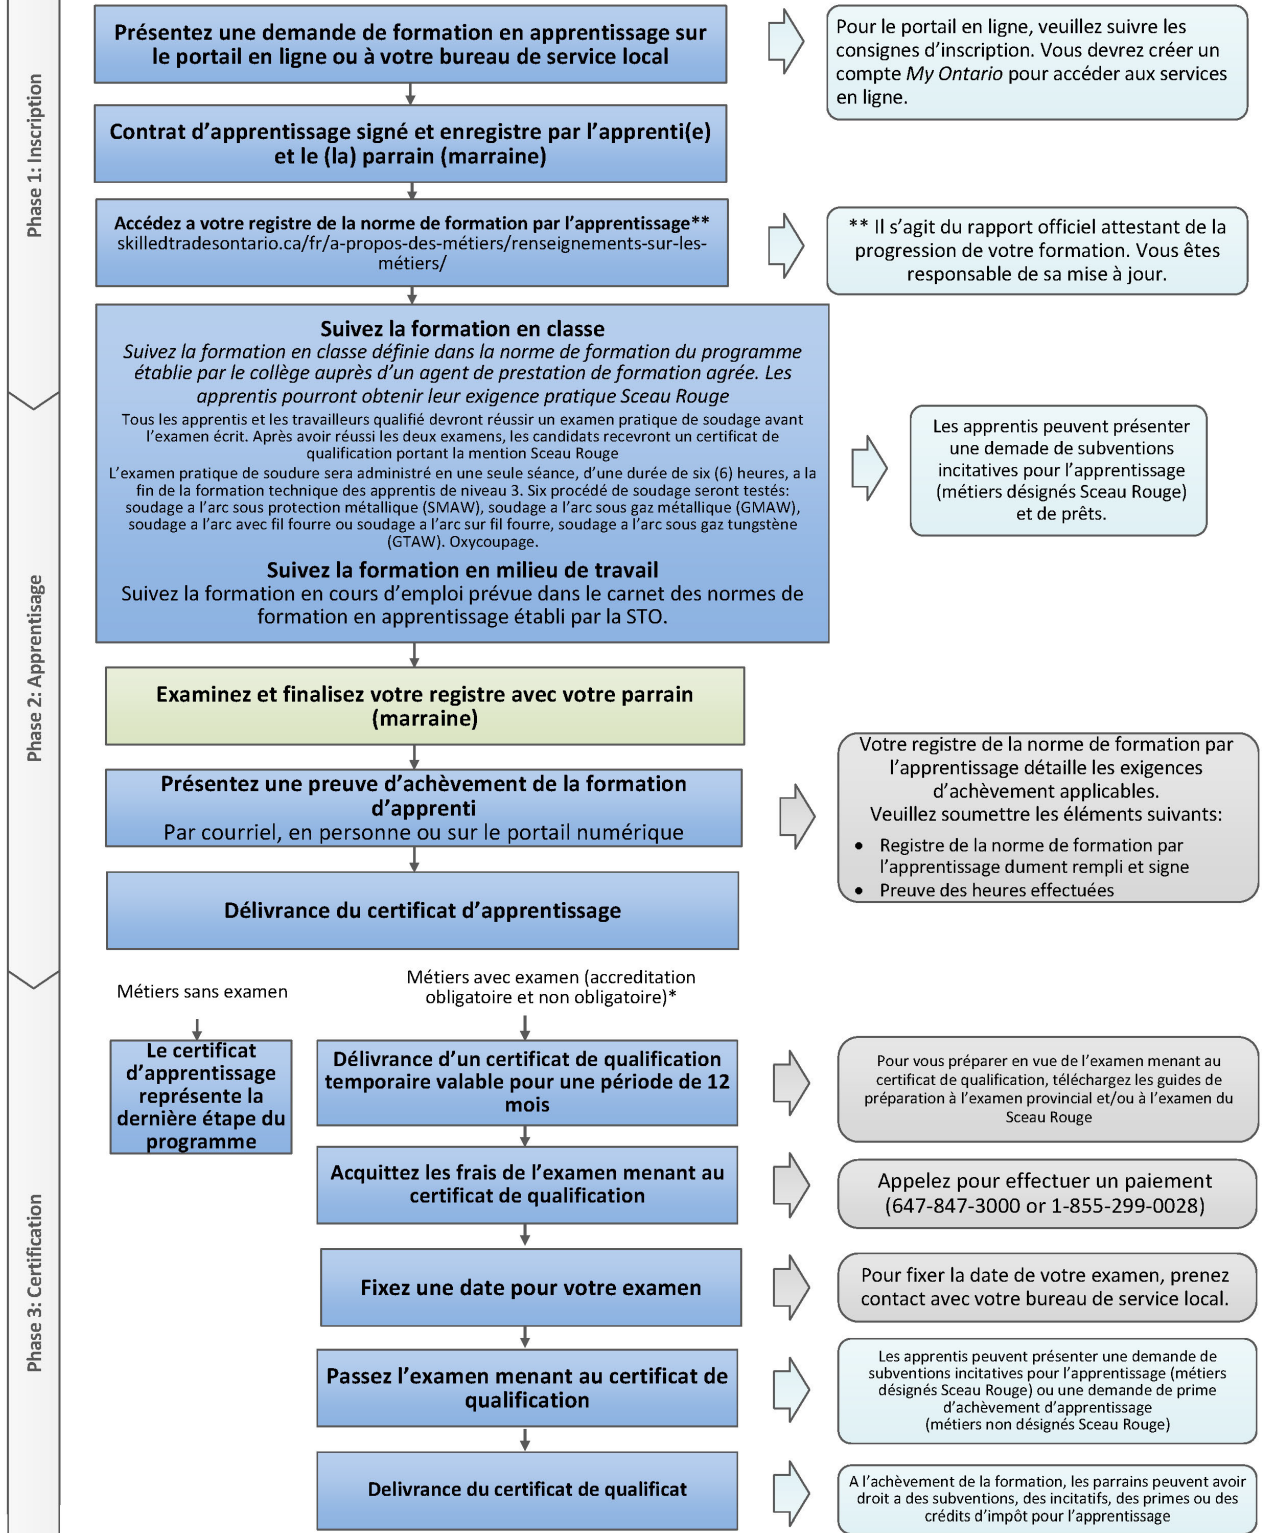 Phase 1: Inscription
Présentez une demande de formation en apprentissage sur
le portail en ligne ou à votre bureau de service local
Pour le portail en ligne, veuillez suivre les
consignes d’inscription. Vous devrez créer un
compte My Ontario pour accéder aux services
en ligne.
Contrat d’apprentissage signé et enregistre par l’apprenti(e)
et le (la) parrain (marraine)
Accédez a votre registre de la norme de formation par l’apprentissage**
skilledtradesontario.ca/fr/a-propos-des-métiers/renseignements-sur-les-
métiers/
** Il s’agit du rapport officiel attestant de la
progression de votre formation. Vous êtes
responsable de sa mise à jour.
Phase 2: Apprentisage
Suivez la formation en classe
Suivez la formation en classe définie dans la norme de formation du programme
établie par le collège auprès d’un agent de prestation de formation agrée. Les
apprentis pourront obtenir leur exigence pratique Sceau Rouge
Tous les apprentis et les travailleurs qualifié devront réussir un examen pratique de soudage avant
l’examen écrit. Après avoir réussi les deux examens, les candidats recevront un certificat de
qualification portant la mention Sceau Rouge
L’examen pratique de soudure sera administré en une seule séance, d’une durée de six (6) heures, a la
fin de la formation technique des apprentis de niveau 3. Six procédé de soudage seront testés:
soudage a l’arc sous protection métallique (SMAW), soudage a l’arc sous gaz métallique (GMAW),
soudage a l’arc avec fil fourre ou soudage a l’arc sur fil fourre, soudage a l’arc sous gaz tungstène
(GTAW). Oxycoupage.
Suivez la formation en milieu de travail
Suivez la formation en cours d’emploi prévue dans le carnet des normes de
formation en apprentissage établi par la STO.
Les apprentis peuvent présenter
une demade de subventions
incitatives pour l’apprentissage
(métiers désignés Sceau Rouge)
et de prêts.
Examinez et finalisez votre registre avec votre parrain
(marraine)
Présentez une preuve d’achèvement de la formation
d’apprenti
Par courriel, en personne ou sur le portail numérique
Votre registre de la norme de formation par
l’apprentissage détaille les exigences
d’achèvement applicables.
Veuillez soumettre les éléments suivants:
• Registre de la norme de formation par
l’apprentissage dument rempli et signe
• Preuve des heures effectuées
Délivrance du certificat d’apprentissage
Phase 3: Certification
Métiers sans examen
Métiers avec examen (accreditation
obligatoire et non obligatoire)*
Le certificat
d’apprentissage
représente la
dernière étape du
programme
Délivrance d’un certificat de qualification
temporaire valable pour une période de 12
mois
Pour vous préparer en vue de l’examen menant au
certificat de qualification, téléchargez les guides de
préparation à l’examen provincial et/ou à l’examen du
Sceau Rouge
Acquittez les frais de l’examen menant au
certificat de qualification
Appelez pour effectuer un paiement
(647-847-3000 or 1-855-299-0028)
Fixez une date pour votre examen
Pour fixer la date de votre examen, prenez
contact avec votre bureau de service local.
Passez l’examen menant au certificat de
qualification
Les apprentis peuvent présenter une demande de
subventions incitatives pour l’apprentissage (métiers
désignés Sceau Rouge) ou une demande de prime
d’achèvement d’apprentissage
(métiers non désignés Sceau Rouge)
Delivrance du certificat de qualificat
A l’achèvement de la formation, les parrains peuvent avoir
droit a des subventions, des incitatifs, des primes ou des
crédits d’impôt pour l’apprentissage